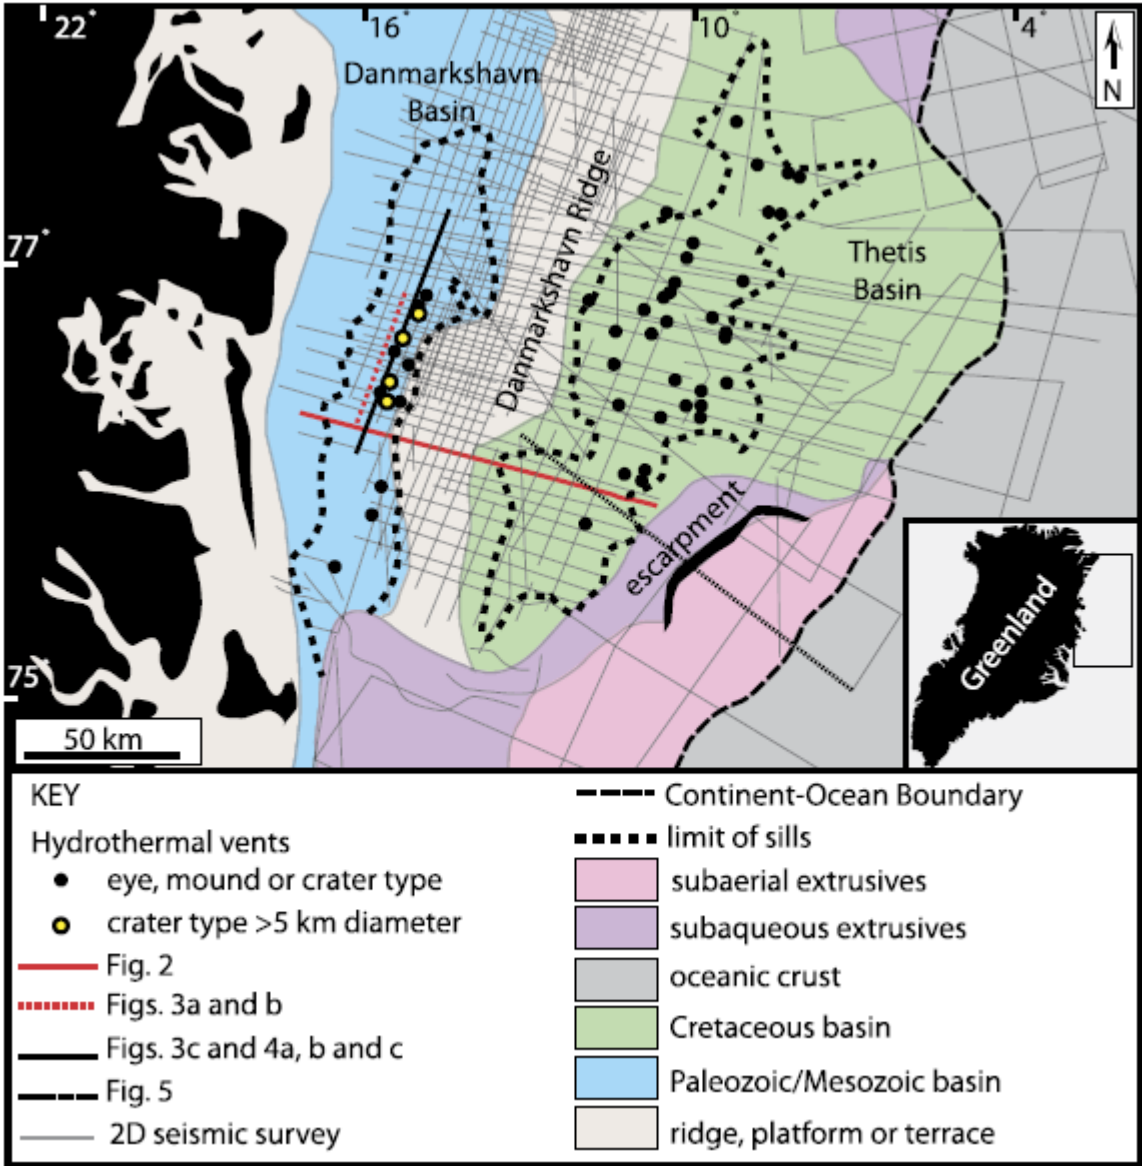 22°
16
10
4°
N
Danmarkshavn
Basin
Danmarkshavn Ridge
77°
Thetis
Basin
escarpment
Greenland
75°
50 km
KEY
Hydrothermal vents
eye, mound or crater type
crater type >5 km diameter
Fig. 2
Figs. 3a and b
Figs. 3c and 4a, b and c
Fig. 5
2D seismic survey
Continent-Ocean Boundary
limit of sills
subaerial extrusives
subaqueous extrusives
oceanic crust
Cretaceous basin
Paleozoic/Mesozoic basin
ridge, platform or terrace